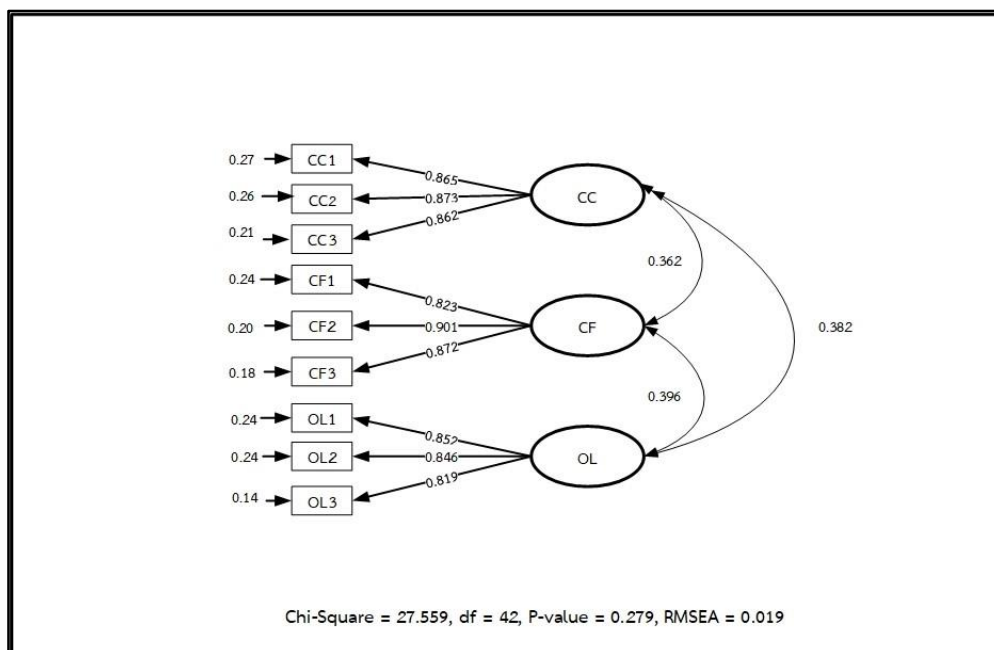 0.27 CC1 0.865 CC
0.26 CC2 0.873
0.21 CC3 0.862
0.362
0.24 CF1 0.823
0.20 CF2 0.901 CF
0.382
0.18 CF3 0.872
0.396
0.24 OL1 0.852
0.24 OL2 0.846 OL
0.14 OL3 0.819
Chi-Square = 27.559, df = 42, P-value = 0.279, RMSEA = 0.019